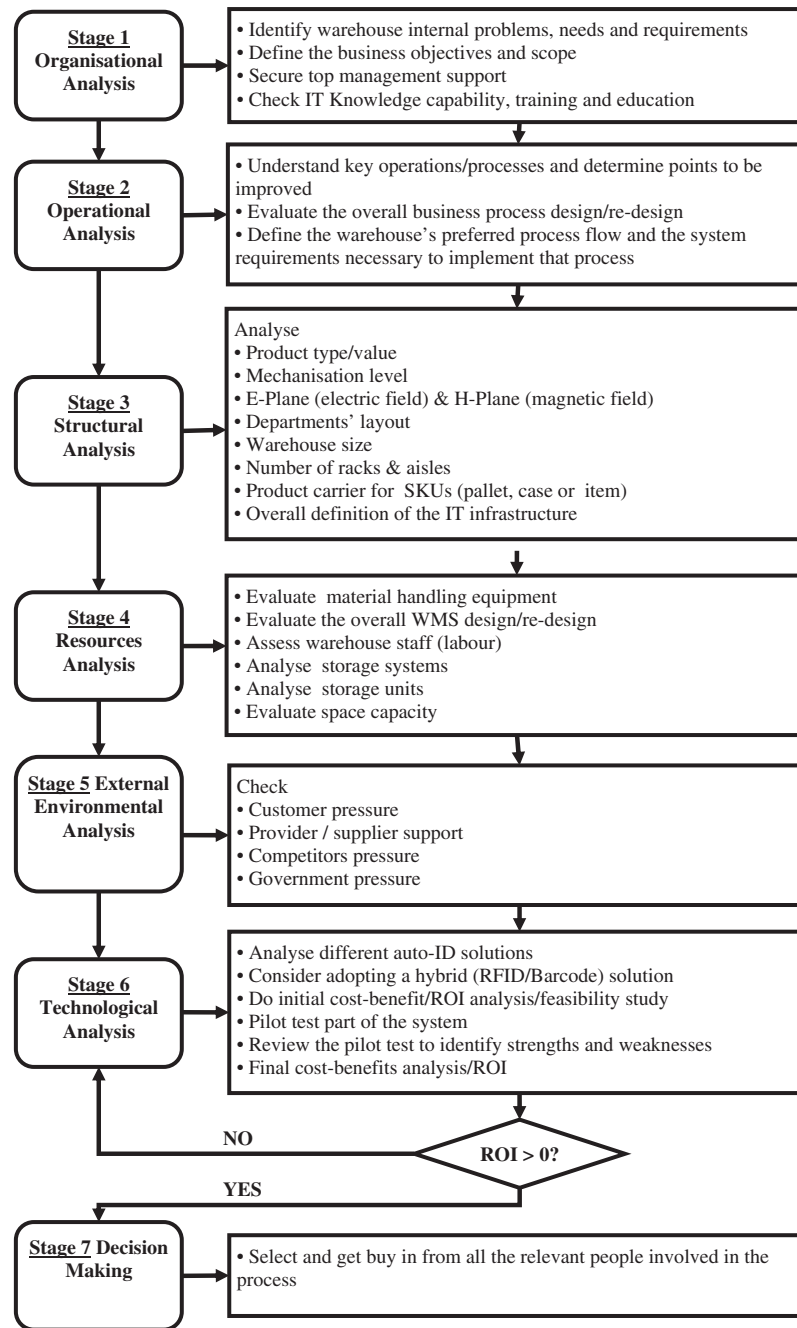 Stage 1
Organisational
Analysis
• Identify warehouse internal problems, needs and requirements
• Define the business objectives and scope
• Secure top management support
• Check IT Knowledge capability, training and education
Stage 2
Operational
Analysis
• Understand key operations/processes and determine points to be
improved
• Evaluate the overall business process design/re-design
• Define the warehouse's preferred process flow and the system
requirements necessary to implement that process
Stage 3
Structural
Analysis
Analyse
• Product type/value
• Mechanisation level
• E-Plane (electric field) & H-Plane (magnetic field)
• Departments' layout
• Warehouse size
• Number of racks & aisles
• Product carrier for SKUs (pallet, case or item)
• Overall definition of the IT infrastructure
Stage 4
Resources
Analysis
• Evaluate material handling equipment
• Evaluate the overall WMS design/re-design
• Assess warehouse staff (labour)
• Analyse storage systems
• Analyse storage units
• Evaluate space capacity
Stage 5 External
Environmental
Analysis
Check
• Customer pressure
• Provider / supplier support
• Competitors pressure
• Government pressure
Stage 6
Technological
Analysis
• Analyse different auto-ID solutions
• Consider adopting a hybrid (RFID/Barcode) solution
• Do initial cost-benefit/ROI analysis/feasibility study
• Pilot test part of the system
• Review the pilot test to identify strengths and weaknesses
• Final cost-benefits analysis/ROI
NO
ROI > 0?
YES
Stage 7 Decision
Making
• Select and get buy in from all the relevant people involved in the
process